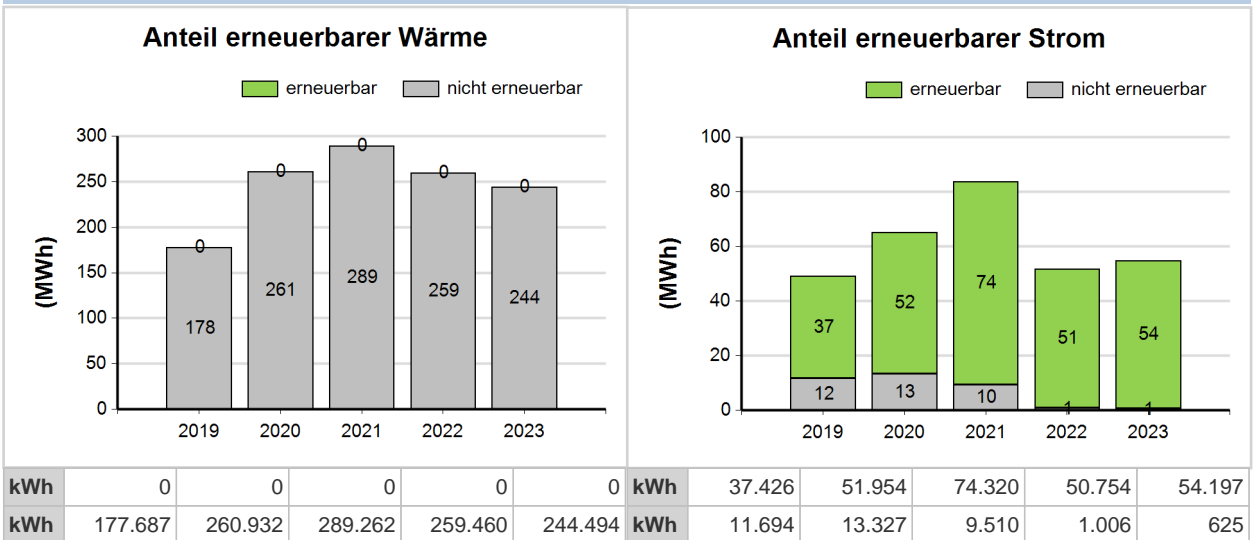 Anteil erneuerbarer Wärme
erneuerbar nicht erneuerbar
(MWh)
300
250
200
150
100
50
0
0 0 0 0 0
178 261 289 259 244
2019 2020 2021 2022 2023
Anteil erneuerbarer Strom
erneuerbar nicht erneuerbar
(MWh)
100
80
60
40
20
0
37 52 74 51 54
12 13 10 1 1
2019 2020 2021 2022 2023
kWh 0 0 0 0 0 kWh 37.426 51.954 74.320 50.754 54.197
kWh 177.687 260.932 289.262 259.460 244.494 kWh 11.694 13.327 9.510 1.006 625